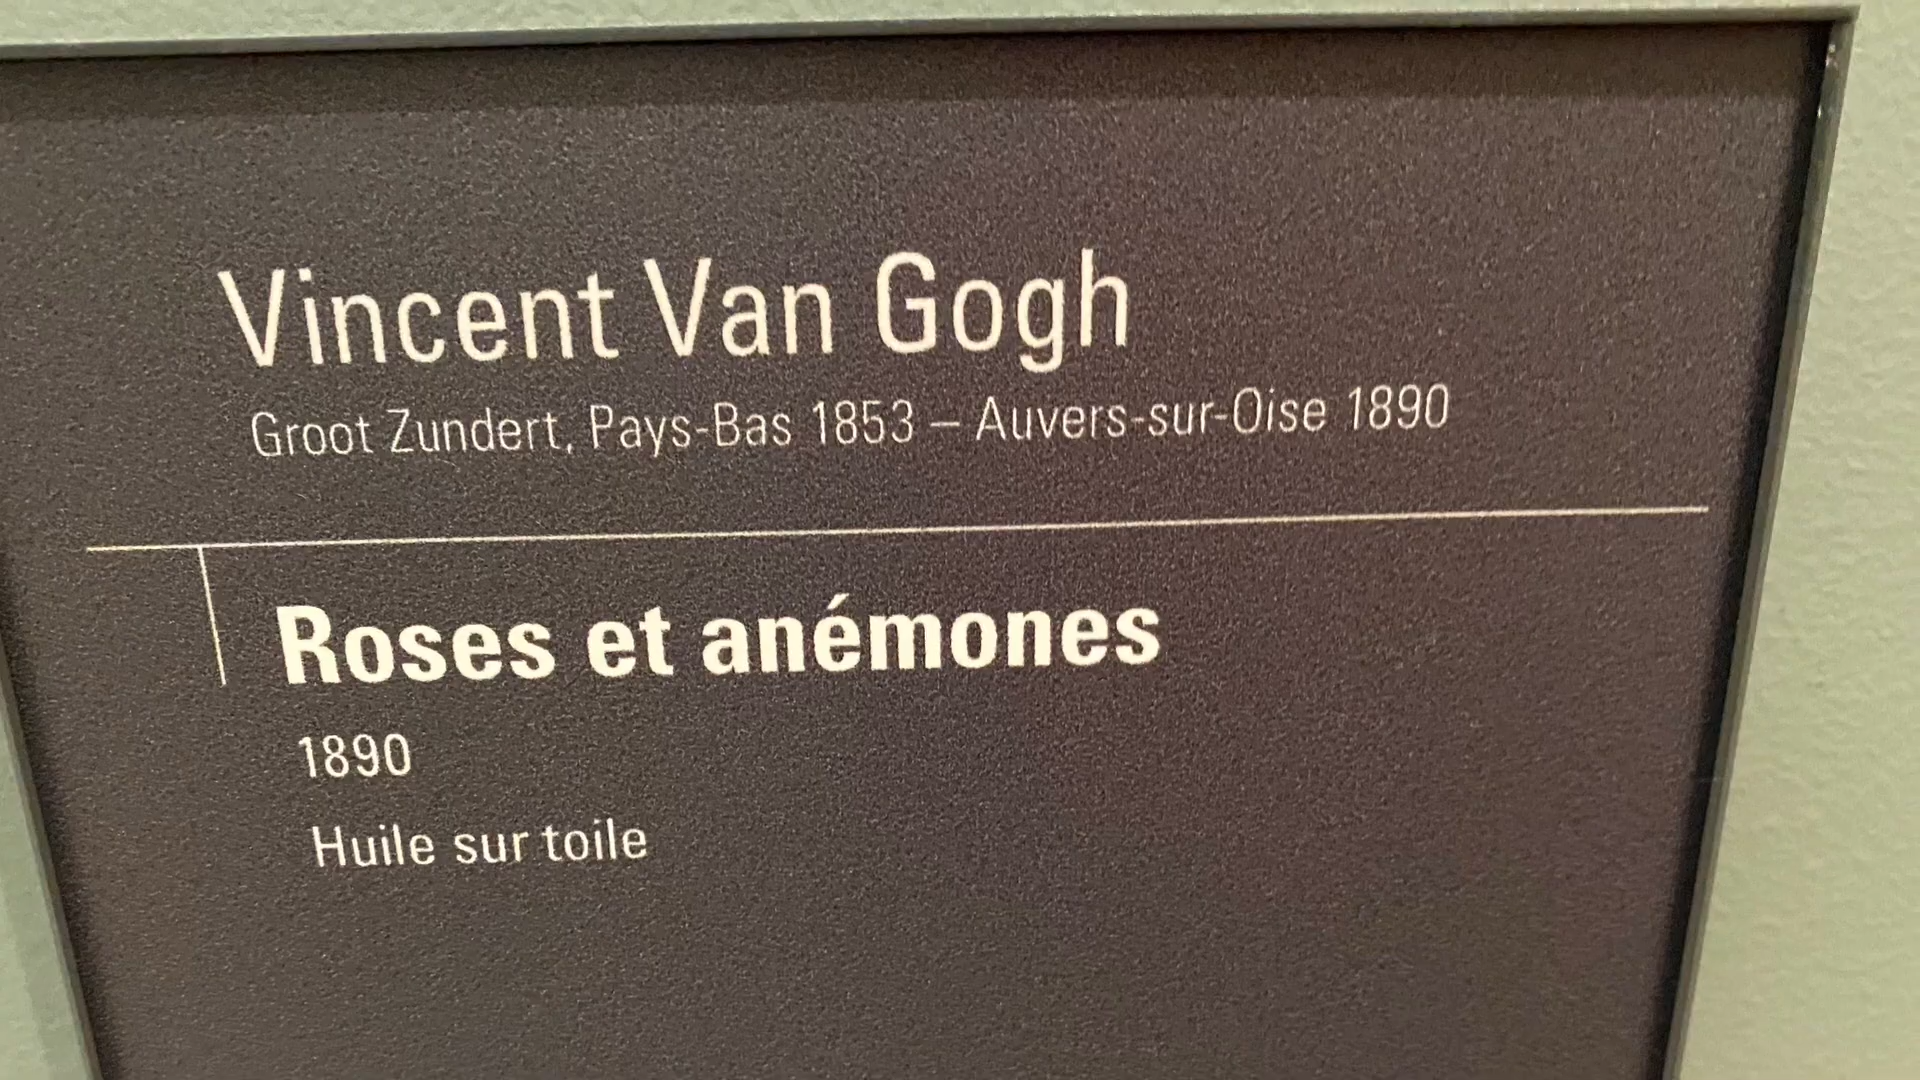 Vincent Van Gogh
Groot Zundert, Pays-Bas 1853 – Auvers-sur-Oise 1890
Roses et anémones
1890
Huile sur toile